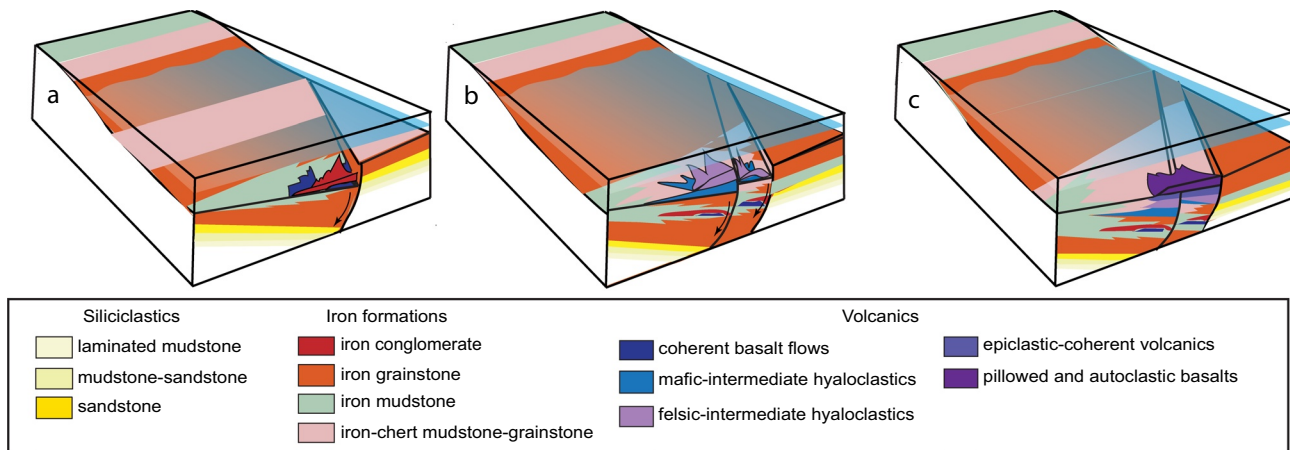 a
b
c
Siliciclastics
laminated mudstone
mudstone-sandstone
sandstone
Iron formations
iron conglomerate
iron grainstone
iron mudstone
iron-chert mudstone-grainstone
Volcanics
coherent basalt flows
mafic-intermediate hyaloclastics
felsic-intermediate hyaloclastics
epiclastic-coherent volcanics
pillowed and autoclastic basalts